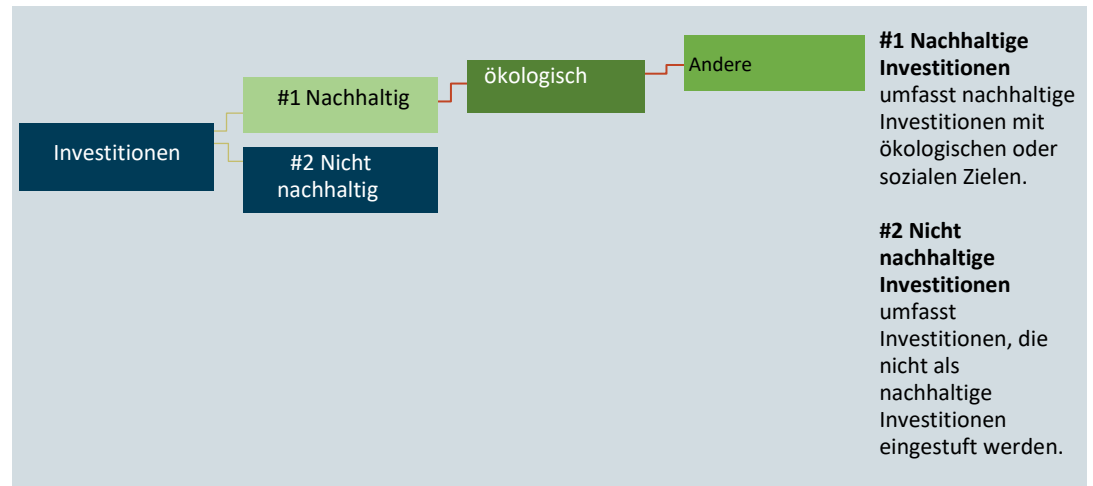 Investitionen
#1 Nachhaltig
#2 Nicht
nachhaltig
ökologisch
Andere
#1 Nachhaltige
Investitionen
umfasst nachhaltige
Investitionen mit
ökologischen oder
sozialen Zielen.
#2 Nicht
nachhaltige
Investitionen
umfasst
Investitionen, die
nicht als
nachhaltige
Investitionen
eingestuft werden.